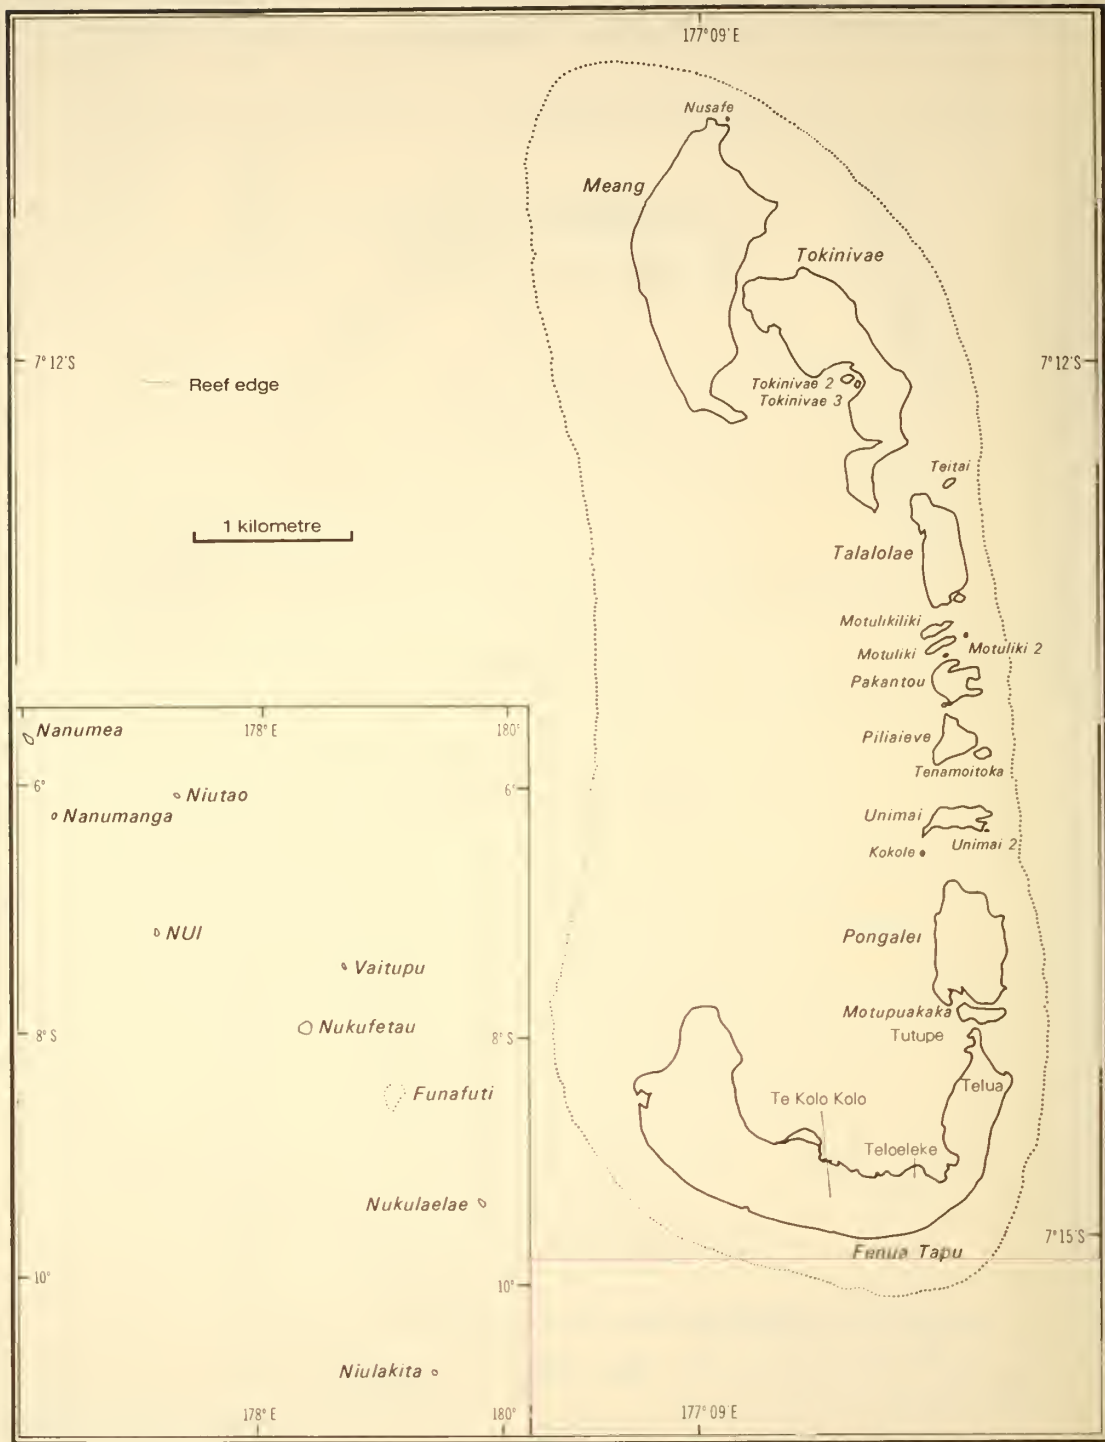 177°09'E
Nusafe
Meang
Tokinivae
7°12'S
7°12'S
Reef edge
Tokinivae 2
Tokinivae 3
Teitai
1 kilometre
Talalolae
Motulikiliki
Motuliki 2
Motuliki
Pakantou
Nanumea
178°E
180°
Piliaieve
Tenamoitoka
6°
6°
Niutao
Nanumanga
Unimai
Unimai 2
Kokole
NUI
Pongalei
Vaitupu
Motupuakaka
Nukufetau
8°S
8°S
Tutupe
Telua
Funafuti
Te Kolo Kolo
Teloeleke
Nukulaelae
7°15'S
Fenua Tapu
10°
10°
Niulakita
178°E
180°
177°09'E